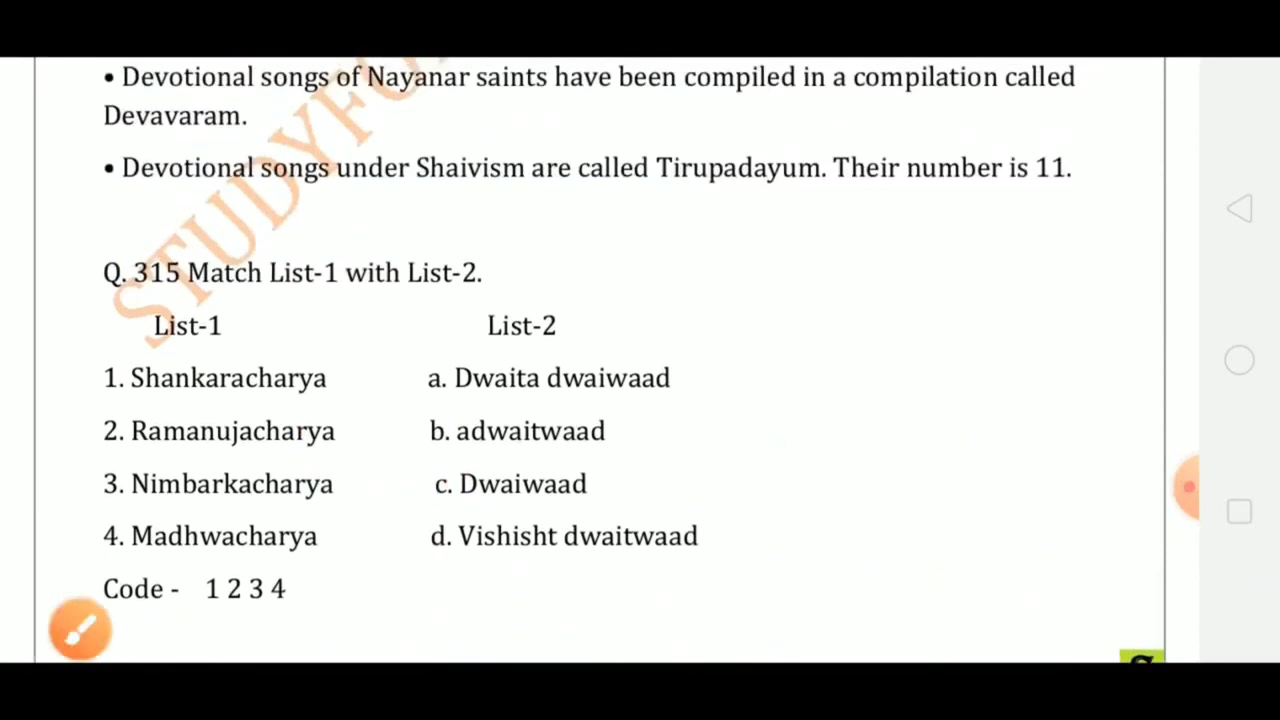 • Devotional songs of Nayanar saints have been compiled in a compilation called
Devavaram.
• Devotional songs under Shaivism are called Tirupadayum. Their number is 11.
Q. 315 Match List-1 with List-2.
List-1 List-2
1. Shankaracharya a. Dwaita dwaiwaad
2. Ramanujacharya b. adwaitwaad
3. Nimbarkacharya c. Dwaiwaad
4. Madhwacharya d. Vishisht dwaitwaad
Code - 1 2 3 4